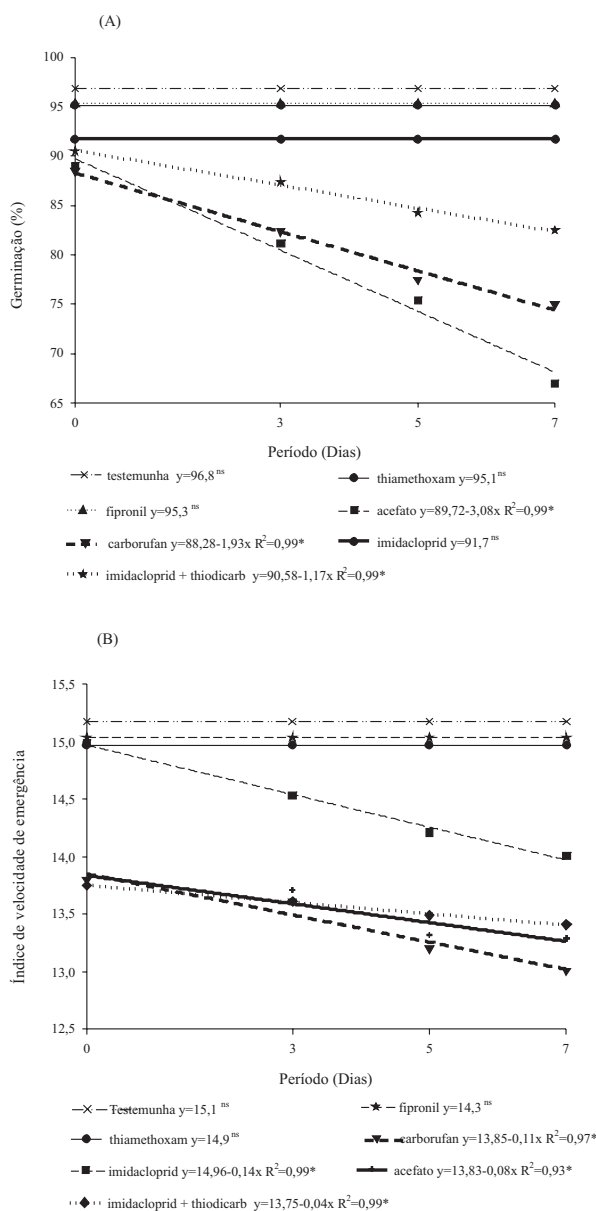 (A)
100
95
90
85
80
75
70
65
Germinação (%)
0 3 5 7
Período (Dias)
testemunha y=96,8 ns
thiamethoxam y=95,1 ns
fipronil y=95,3 ns
acefato y=89,72-3,08x R²=0,99*
carborufan y=88,28-1,93x R²=0,99*
imidacloprid y=91,7 ns
imidacloprid + thiodicarb y=90,58-1,17x R²=0,99*
(B)
15,5
15,0
14,5
14,0
13,5
13,0
12,5
Índice de velocidade de emergência
0 3 5 7
Período (Dias)
Testemunha y=15,1 ns
fipronil y=14,3 ns
thiamethoxam y=14,9 ns
carborufan y=13,85-0,11x R²=0,97*
imidacloprid y=14,96-0,14x R²=0,99*
acefato y=13,83-0,08x R²=0,93*
imidacloprid + thiodicarb y=13,75-0,04x R²=0,99*